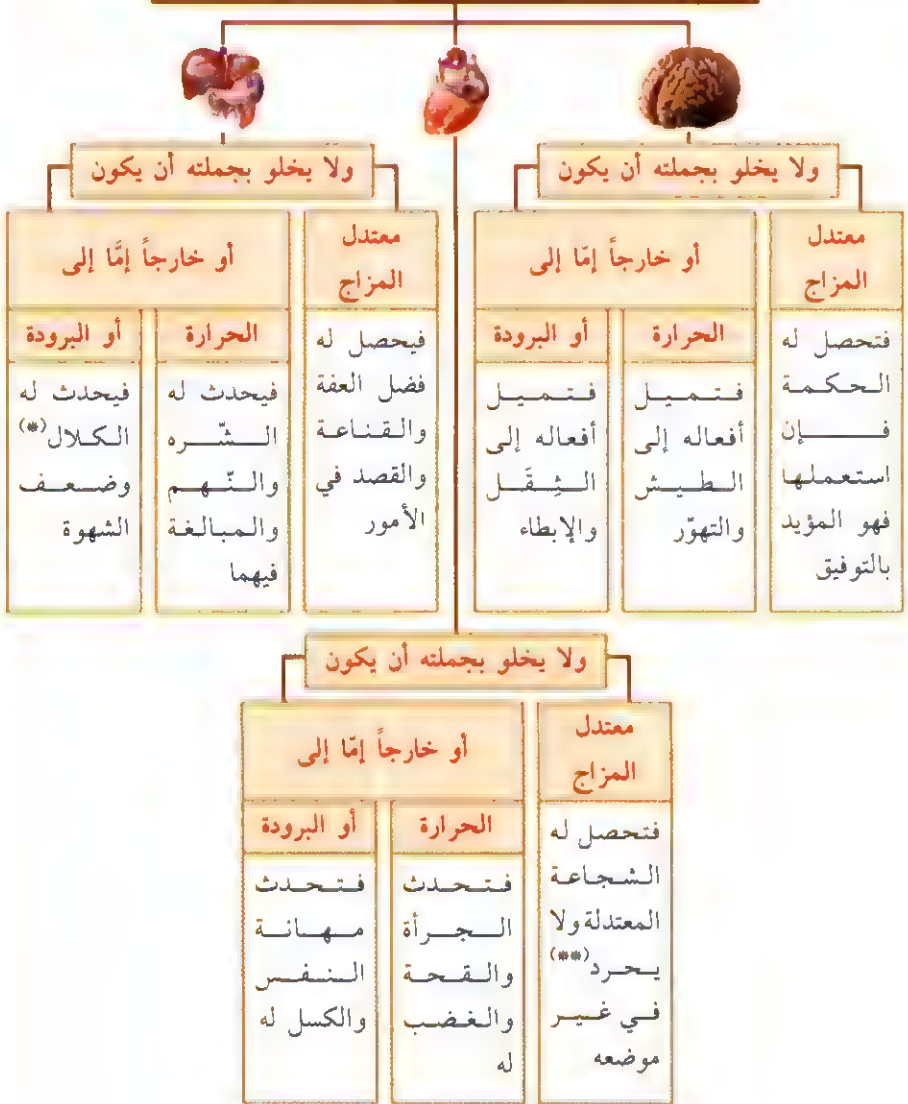 ولا يخلو بجملته أن يكون
معتدل
المزاج
فتحصل له
الحكمة
فإن
استعملها
فهو المؤيد
بالتوفيق
أو خارجاً إمّا إلى
الحرارة
فتميل
أفعاله إلى
الطيش
والتهوّر
أو البرودة
فتميل
أفعاله إلى
الثِقَل
والإبطاء
ولا يخلو بجملته أن يكون
معتدل
المزاج
فيحصل له
فضل العفة
والقناعة
والقصد في
الأمور
أو خارجاً إمَّا إلى
الحرارة
فيحدث له
الشّره
والنّهم
والمبالغة
فيهما
أو البرودة
فيحدث له
الكلال(*)
وضعف
الشهوة
ولا يخلو بجملته أن يكون
معتدل
المزاج
فتحصل له
الشجاعة
المعتدلة ولا
يحرد(**)
في غير
موضعه
أو خارجاً إمّا إلى
الحرارة
فتحدث
الجرأة
والقحة
والغضب
له
أو البرودة
فتحدث
مهانة
النفس
والكسل له